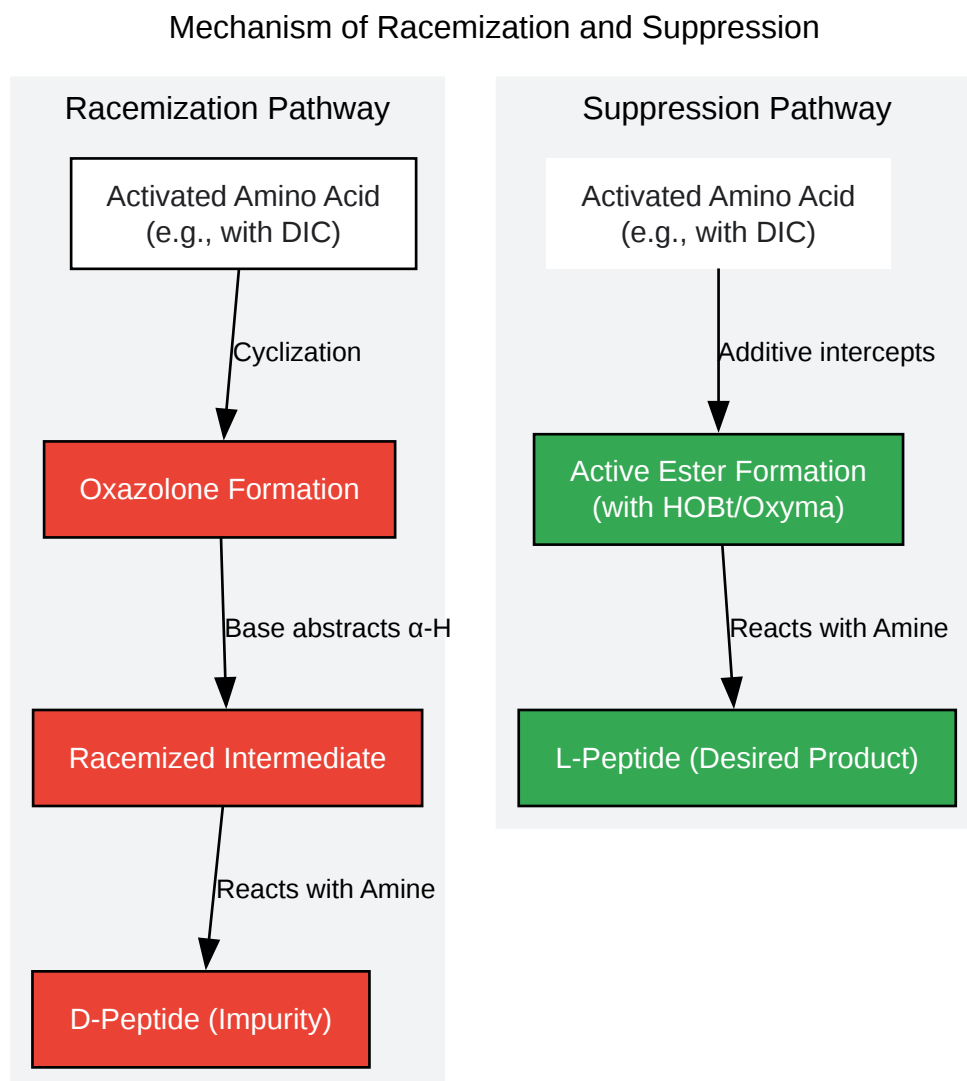 Mechanism of Racemization and Suppression
Racemization Pathway
Activated Amino Acid
(e.g., with DIC)
Cyclization
Oxazolone Formation
Base abstracts α-H
Racemized Intermediate
Reacts with Amine
D-Peptide (Impurity)
Suppression Pathway
Activated Amino Acid
(e.g., with DIC)
Additive intercepts
Active Ester Formation
(with HOBt/Oxyma)
Reacts with Amine
L-Peptide (Desired Product)